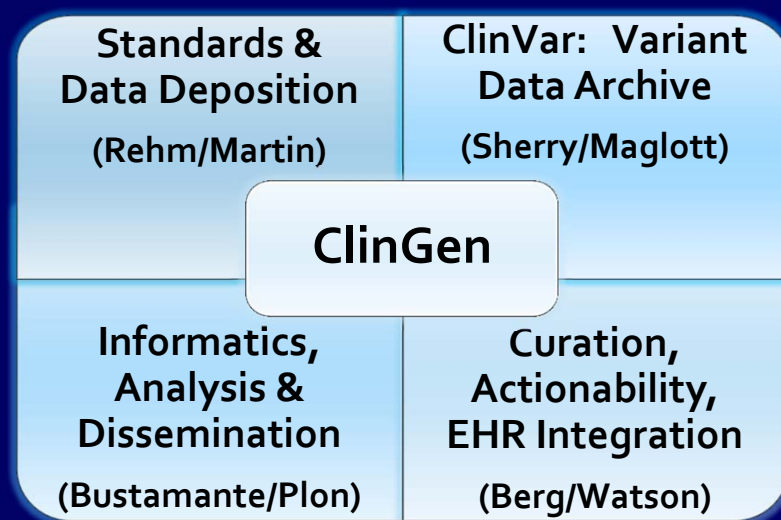 Standards &
Data Deposition
(Rehm/Martin)
ClinVar: Variant
Data Archive
(Sherry/Maglott)
ClinGen
Informatics,
Analysis &
Dissemination
(Bustamante/Plon)
Curation,
Actionability,
EHR Integration
(Berg/Watson)